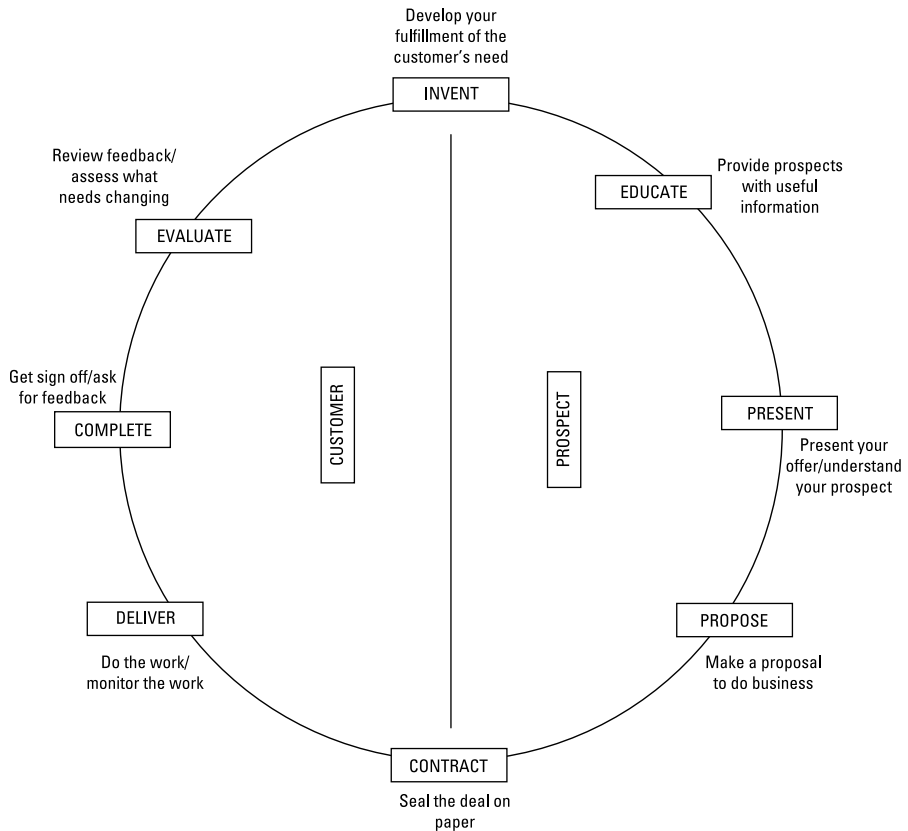 Develop your
fulfillment of the
customer's need
INVENT
Provide prospects
with useful
information
EDUCATE
PRESENT
Present your
offer/understand
your prospect
PROPOSE
Make a proposal
to do business
CONTRACT
Seal the deal on
paper
DELIVER
Do the work/
monitor the work
Get sign off/ask
for feedback
COMPLETE
Review feedback/
assess what
needs changing
EVALUATE
CUSTOMER
PROSPECT